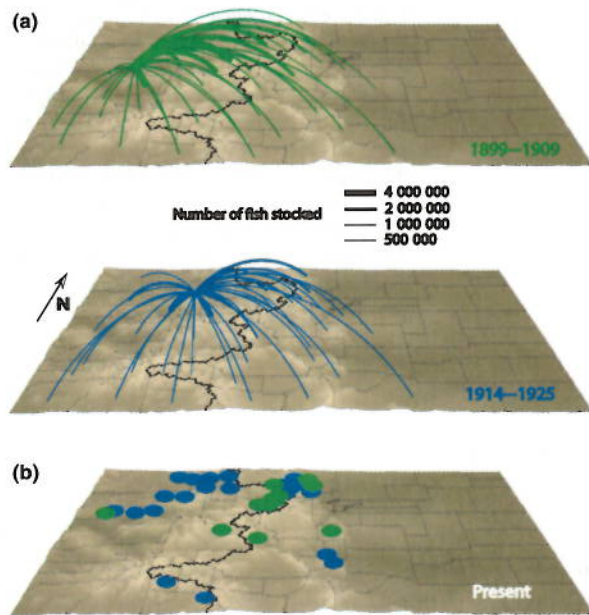 (a)
1899—1909
Number of fish stocked
4 000 000
2 000 000
1 000 000
500 000
N
1914—1925
(b)
Present